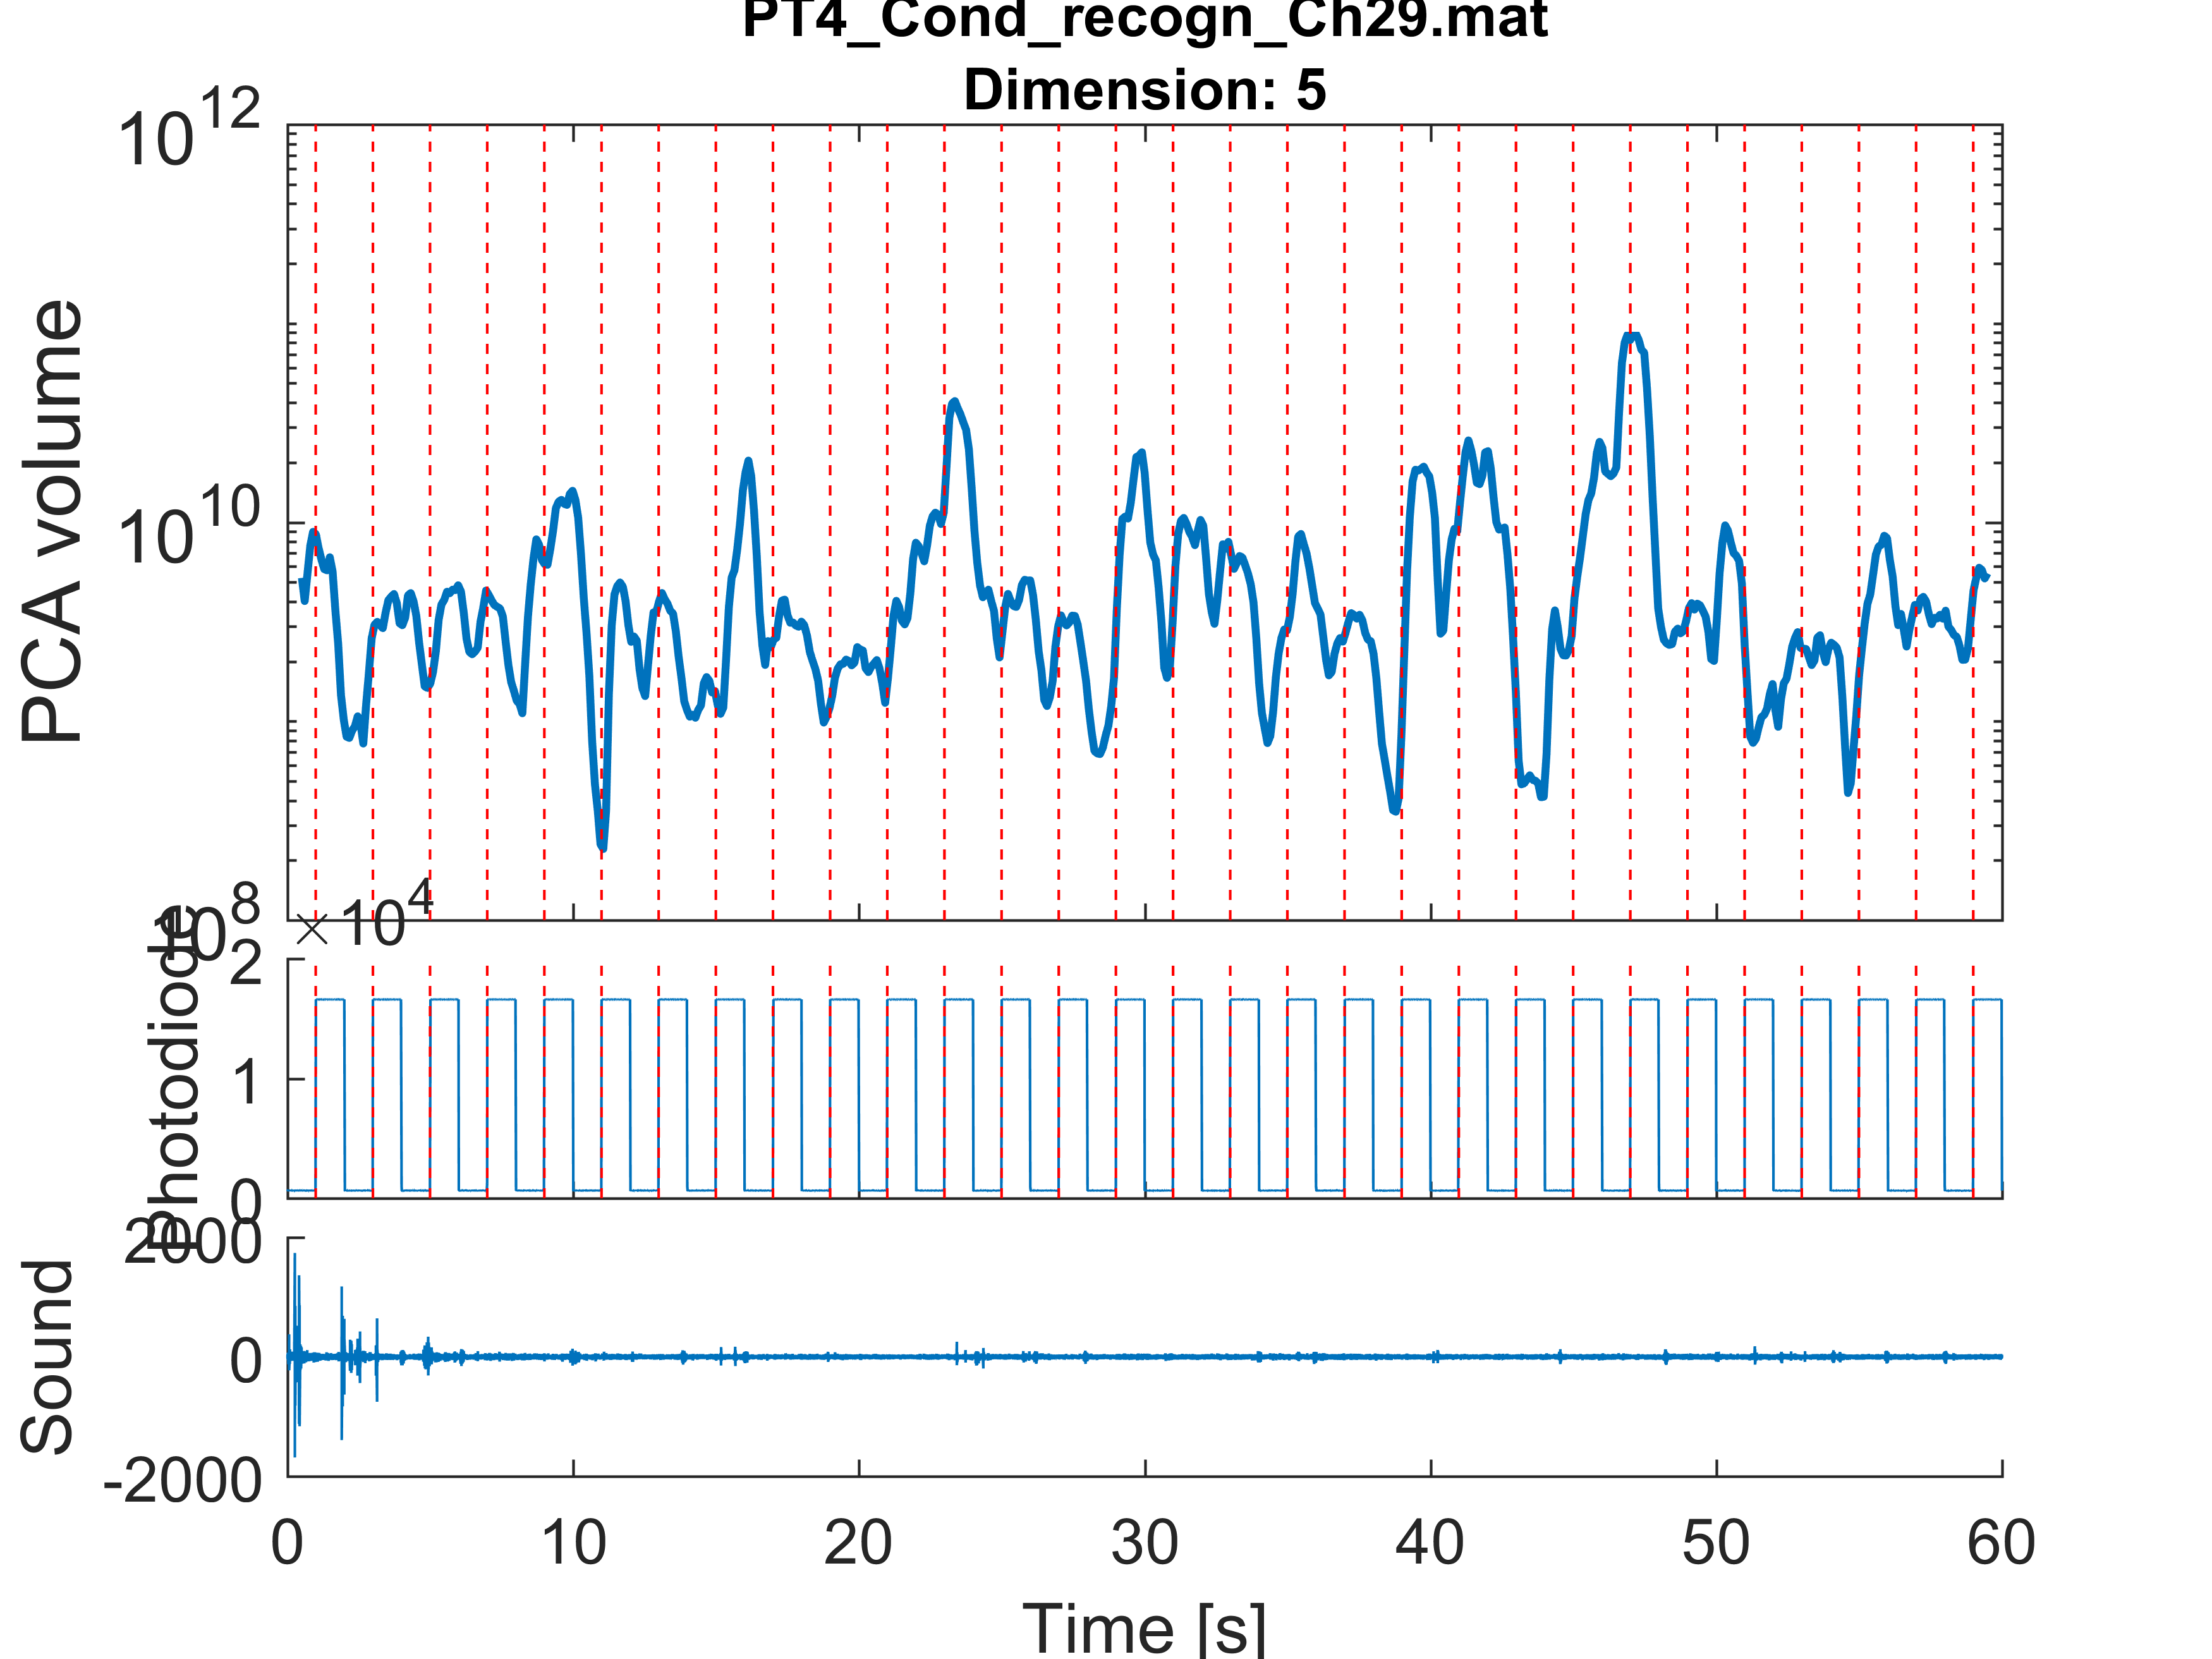 PT4_Cond_recogn_Ch29.mat
Dimension: 5
10^12
10^10
10^8
PCA volume
×10^4
2
1
0
Photodiode
2000
0
-2000
Sound
0 10 20 30 40 50 60
Time [s]